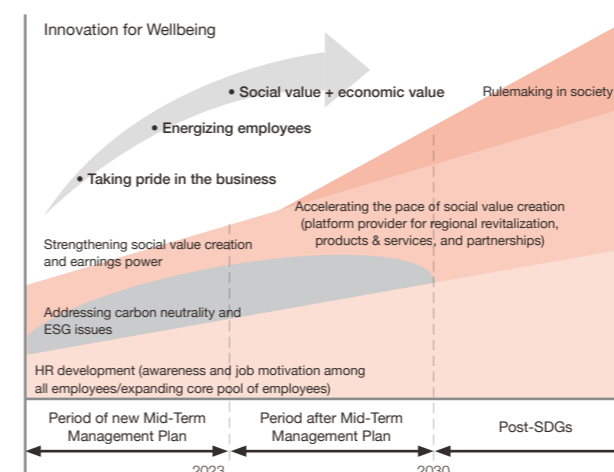 Innovation for Wellbeing
• Social value + economic value
Rulemaking in society
• Energizing employees
• Taking pride in the business
Accelerating the pace of social value creation
(platform provider for regional revitalization,
products & services, and partnerships)
Strengthening social value creation
and earnings power
Addressing carbon neutrality and
ESG issues
HR development (awareness and job motivation among
all employees/expanding core pool of employees)
Period of new Mid-Term
Management Plan
Period after Mid-Term
Management Plan
Post-SDGs
2023
2030